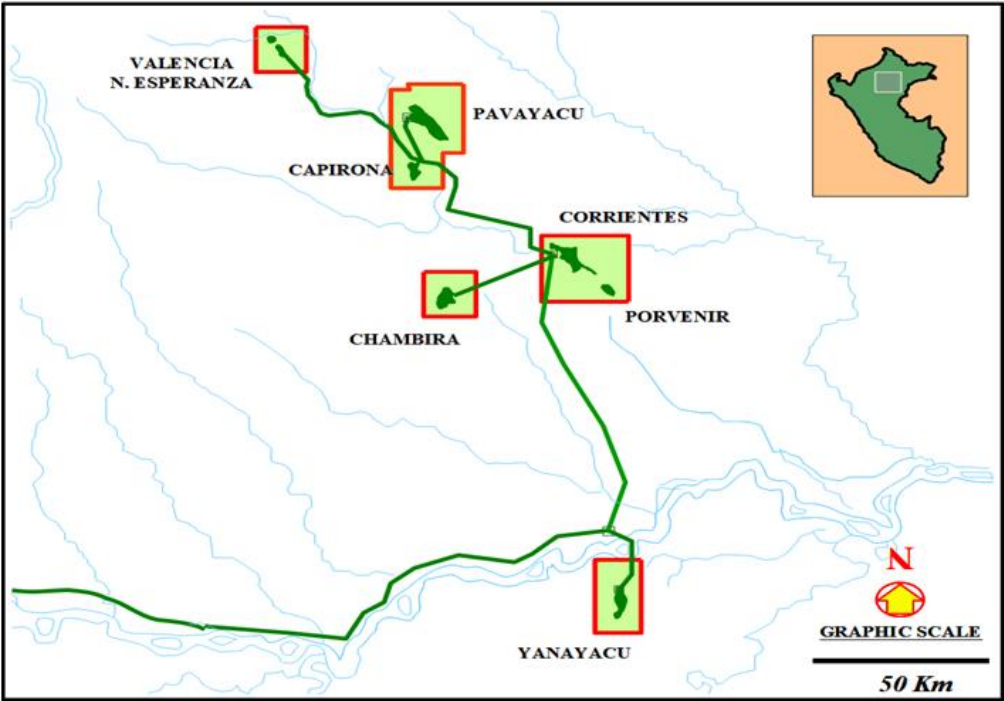 VALENCIA
N. ESPERANZA
PAVAYACU
CAPIRONA
CORRIENTES
PORVENIR
CHAMBIRA
YANAYACU
N
GRAPHIC SCALE
50 Km